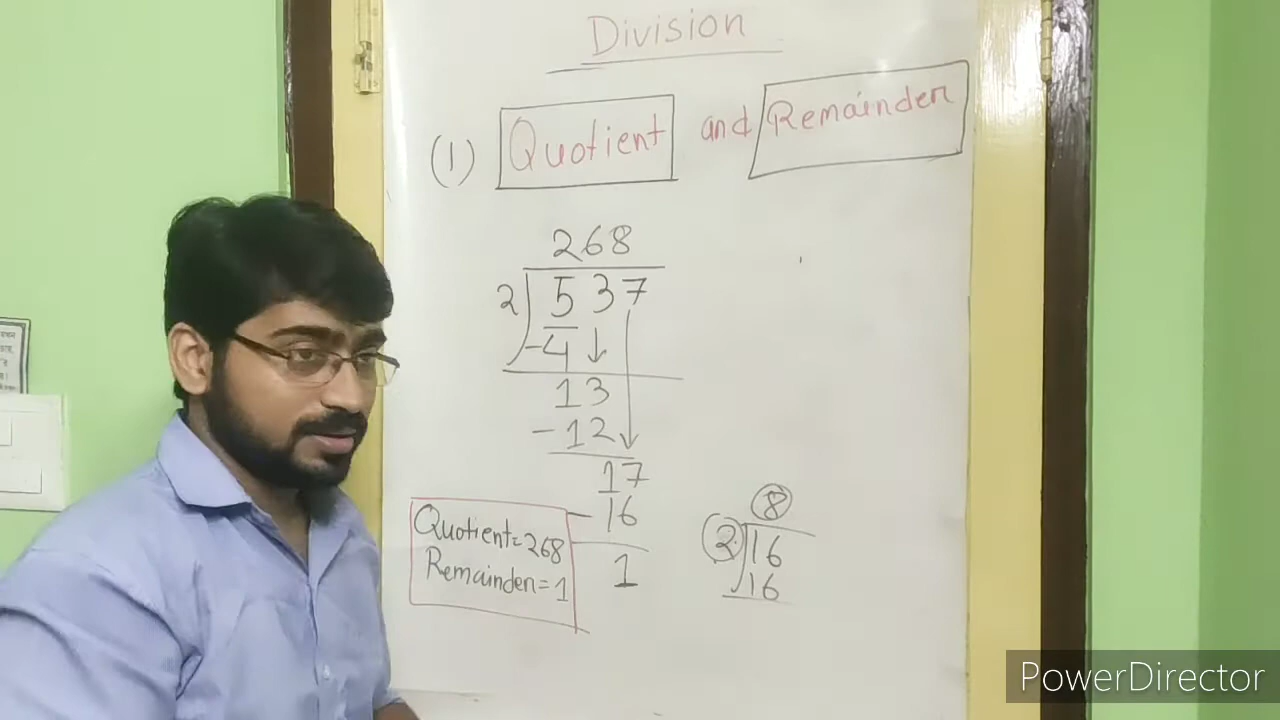 Division
(1) Quotient and Remainder
268
2 537
-4
13
-12
17
-16
1
Quotient=268
Remainder=1
8
2 16
16
PowerDirector